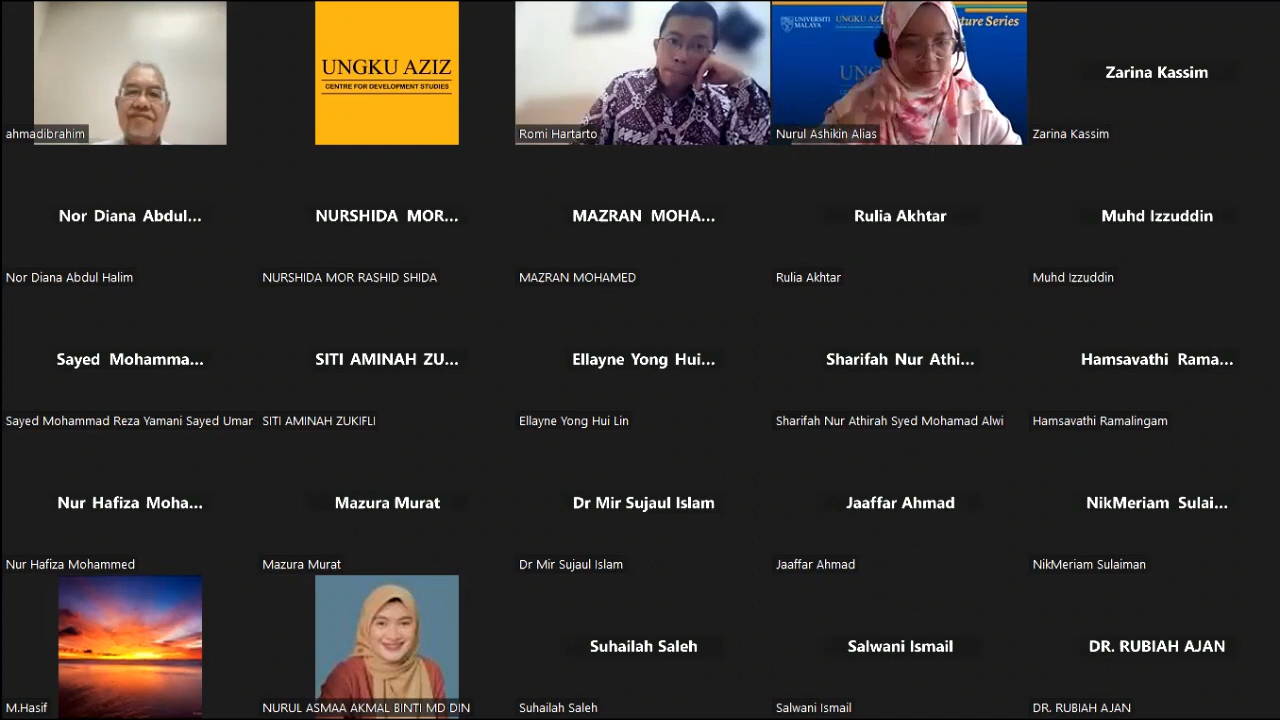 ahmadibrahim
UNGKU AZIZ
CENTRE FOR DEVELOPMENT STUDIES
Romi Hartarto
UNIVERSITI
MALAYA
UNGKU AZIZ
ture Series
UNG
Nurul Ashikin Alias
Zarina Kassim
Zarina Kassim
Nor Diana Abdul...
NURSHIDA MOR...
MAZRAN MOHA...
Rulia Akhtar
Muhd Izzuddin
Nor Diana Abdul Halim
NURSHIDA MOR RASHID SHIDA
MAZRAN MOHAMED
Rulia Akhtar
Muhd Izzuddin
Sayed Mohamma...
SITI AMINAH ZU...
Ellayne Yong Hui...
Sharifah Nur Athi...
Hamsavathi Rama...
Sayed Mohammad Reza Yamani Sayed Umar
SITI AMINAH ZUKIFLI
Ellayne Yong Hui Lin
Sharifah Nur Athirah Syed Mohamad Alwi
Hamsavathi Ramalingam
Nur Hafiza Moha...
Mazura Murat
Dr Mir Sujaul Islam
Jaaffar Ahmad
NikMeriam Sulai...
Nur Hafiza Mohammed
Mazura Murat
Dr Mir Sujaul Islam
Jaaffar Ahmad
NikMeriam Sulaiman
Suhailah Saleh
Salwani Ismail
DR. RUBIAH AJAN
M.Hasif
NURUL ASMAA AKMAL BINTI MD DIN
Suhailah Saleh
Salwani Ismail
DR. RUBIAH AJAN